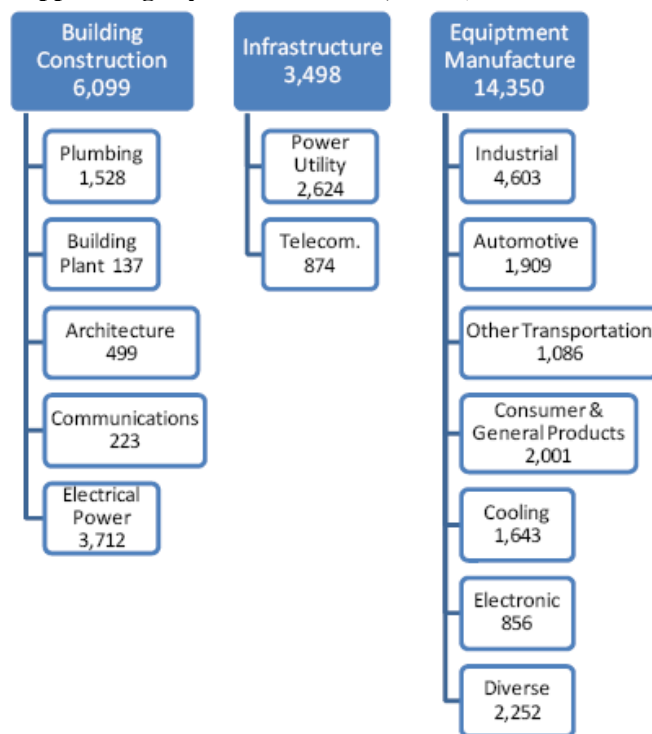 Building
Construction
6,099
Plumbing
1,528
Building
Plant 137
Architecture
499
Communications
223
Electrical
Power
3,712
Infrastructure
3,498
Power
Utility
2,624
Telecom.
874
Equiptment
Manufacture
14,350
Industrial
4,603
Automotive
1,909
Other Transportation
1,086
Consumer &
General Products
2,001
Cooling
1,643
Electronic
856
Diverse
2,252